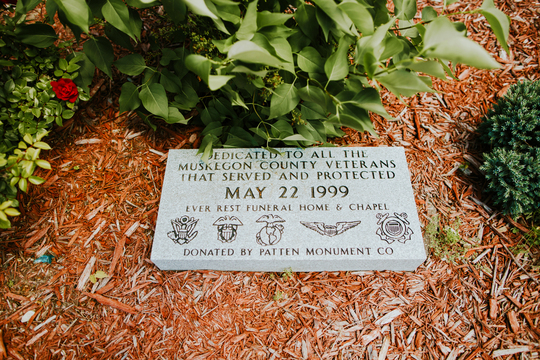 DEDICATED TO ALL THE
MUSKEGON COUNTY VETERANS
THAT SERVED AND PROTECTED
MAY 22 1999
EVER REST FUNERAL HOME & CHAPEL
DONATED BY PATTEN MONUMENT CO